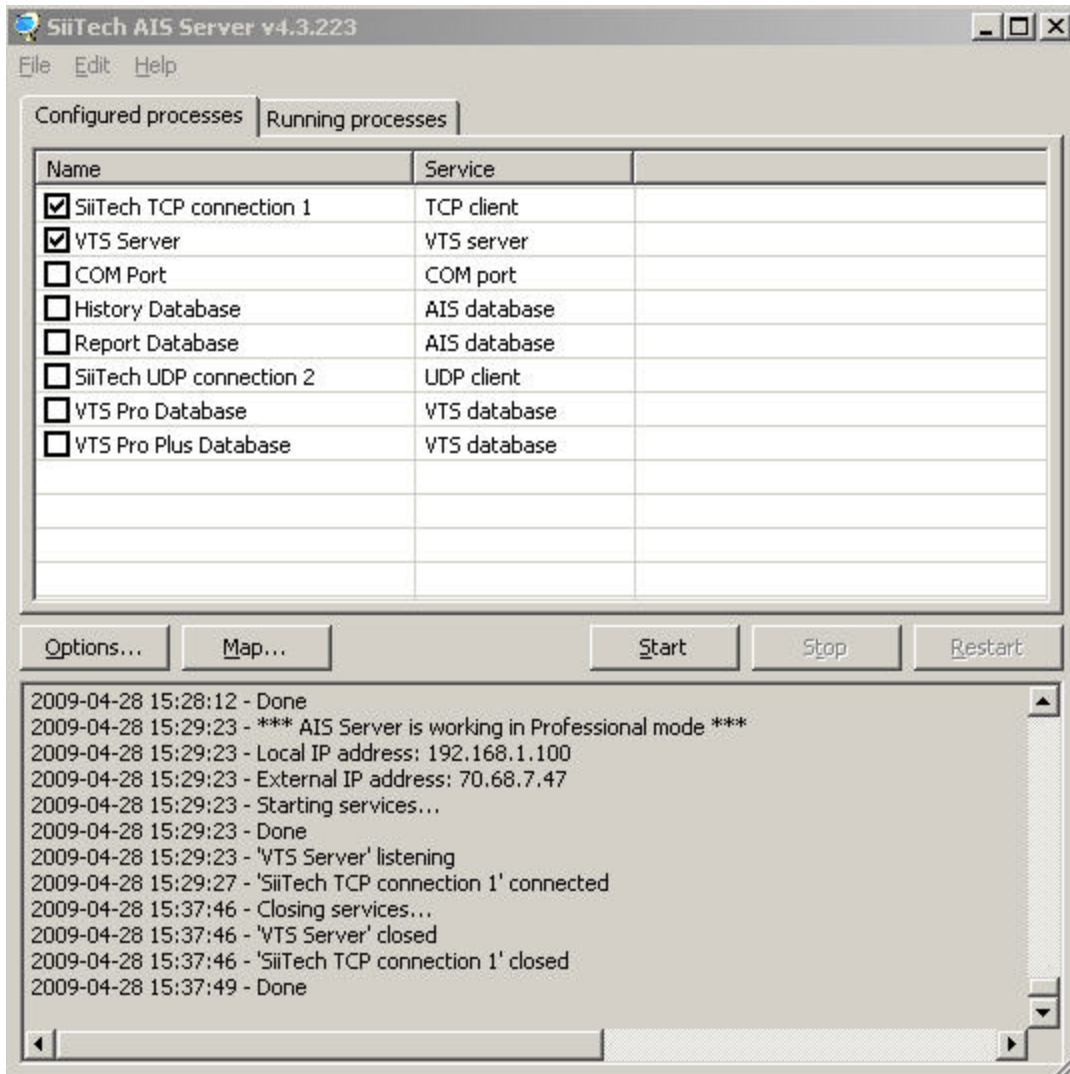 SiiTech AIS Server v4.3.223
File Edit Help
Configured processes Running processes
Name Service
SiiTech TCP connection 1 TCP client
VTS Server VTS server
COM Port COM port
History Database AIS database
Report Database AIS database
SiiTech UDP connection 2 UDP client
VTS Pro Database VTS database
VTS Pro Plus Database VTS database
Options... Map... Start Stop Restart
2009-04-28 15:28:12 - Done
2009-04-28 15:29:23 - *** AIS Server is working in Professional mode ***
2009-04-28 15:29:23 - Local IP address: 192.168.1.100
2009-04-28 15:29:23 - External IP address: 70.68.7.47
2009-04-28 15:29:23 - Starting services...
2009-04-28 15:29:23 - Done
2009-04-28 15:29:23 - 'VTS Server' listening
2009-04-28 15:29:27 - 'SiiTech TCP connection 1' connected
2009-04-28 15:37:46 - Closing services...
2009-04-28 15:37:46 - 'VTS Server' closed
2009-04-28 15:37:46 - 'SiiTech TCP connection 1' closed
2009-04-28 15:37:49 - Done